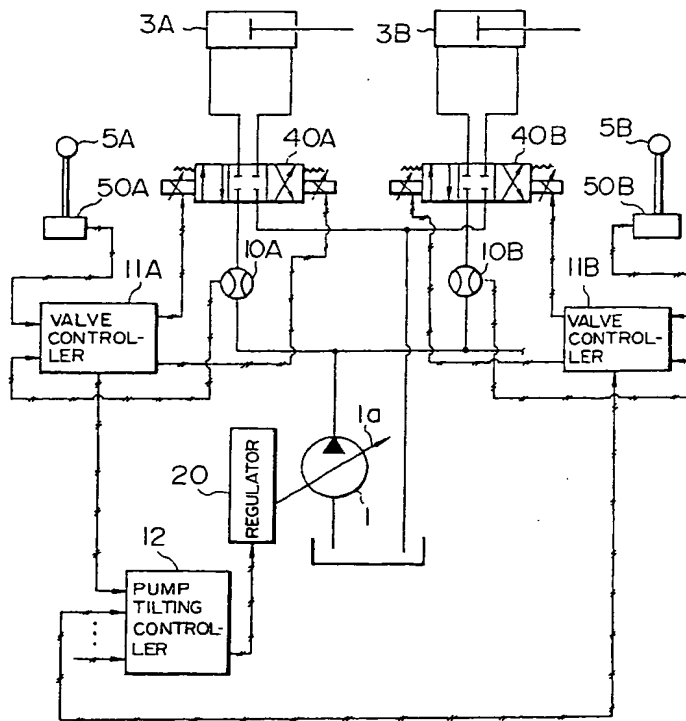 3A
3B
40A
40B
5A
5B
50A
50B
10A
10B
11A
11B
VALVE
CONTROL-
LER
VALVE
CONTROL-
LER
1a
20
REGULATOR
1
12
PUMP
TILTING
CONTROL-
LER